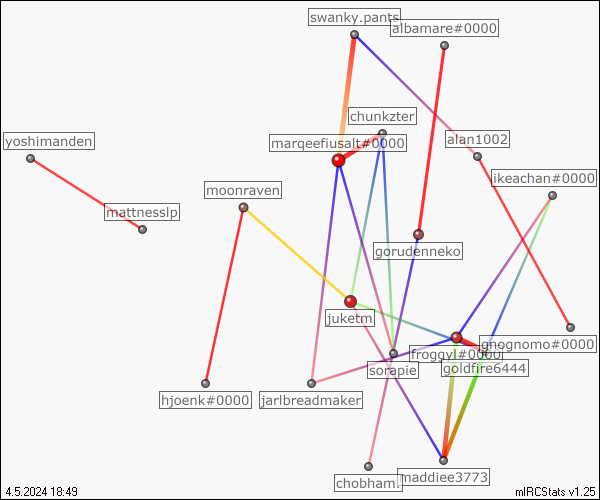 swanky.pants
albamare#0000
chunkzter
yoshimanden
marqeefiusalt#0000
alan1002
ikeachan#0000
moonraven
mattnesslp
gorudenneko
juketm
gnognomo#0000
froggyl#0000
sorapie
goldfire6444
hjoenk#0000
jarlbreadmaker
maddiee3773
chobham.
4.5.2024 18:49
mIRCStats v1.25